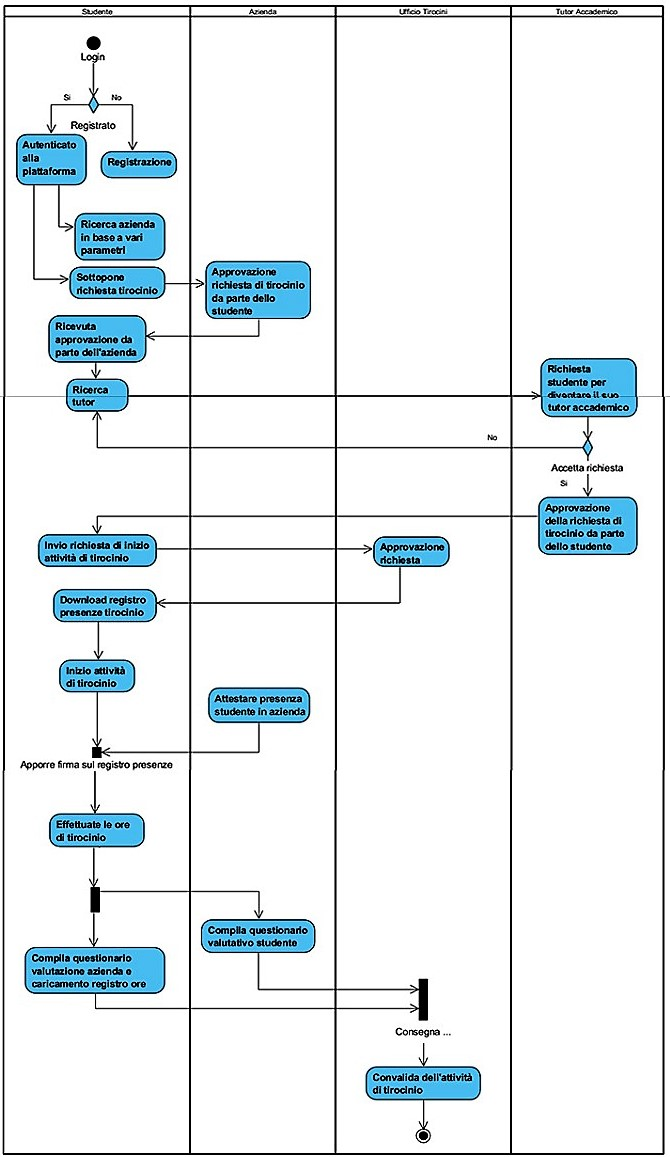 Studente
Azienda
Ufficio Tirocini
Tutor Accademico
Login
Si
No
Registrato
Autenticato
alla
piattaforma
Registrazione
Ricerca azienda
in base a vari
parametri
Sottopone
richiesta tirocinio
Approvazione
richiesta di tirocinio
da parte dello
studente
Ricevuta
approvazione da
parte dell'azienda
Ricerca
tutor
Richiesta
studente per
diventare il suo
tutor accademico
No
Accetta richiesta
Si
Approvazione
della richiesta di
tirocinio da parte
dello studente
Invio richiesta di inizio
attività di tirocinio
Approvazione
richiesta
Download registro
presenze tirocinio
Inizio attività
di tirocinio
Attestare presenza
studente in azienda
Apporre firma sul registro presenze
Effettuate le ore
di tirocinio
Compila questionario
valutativo studente
Compila questionario
valutazione azienda e
caricamento registro ore
Consegna ...
Convalida dell'attività
di tirocinio